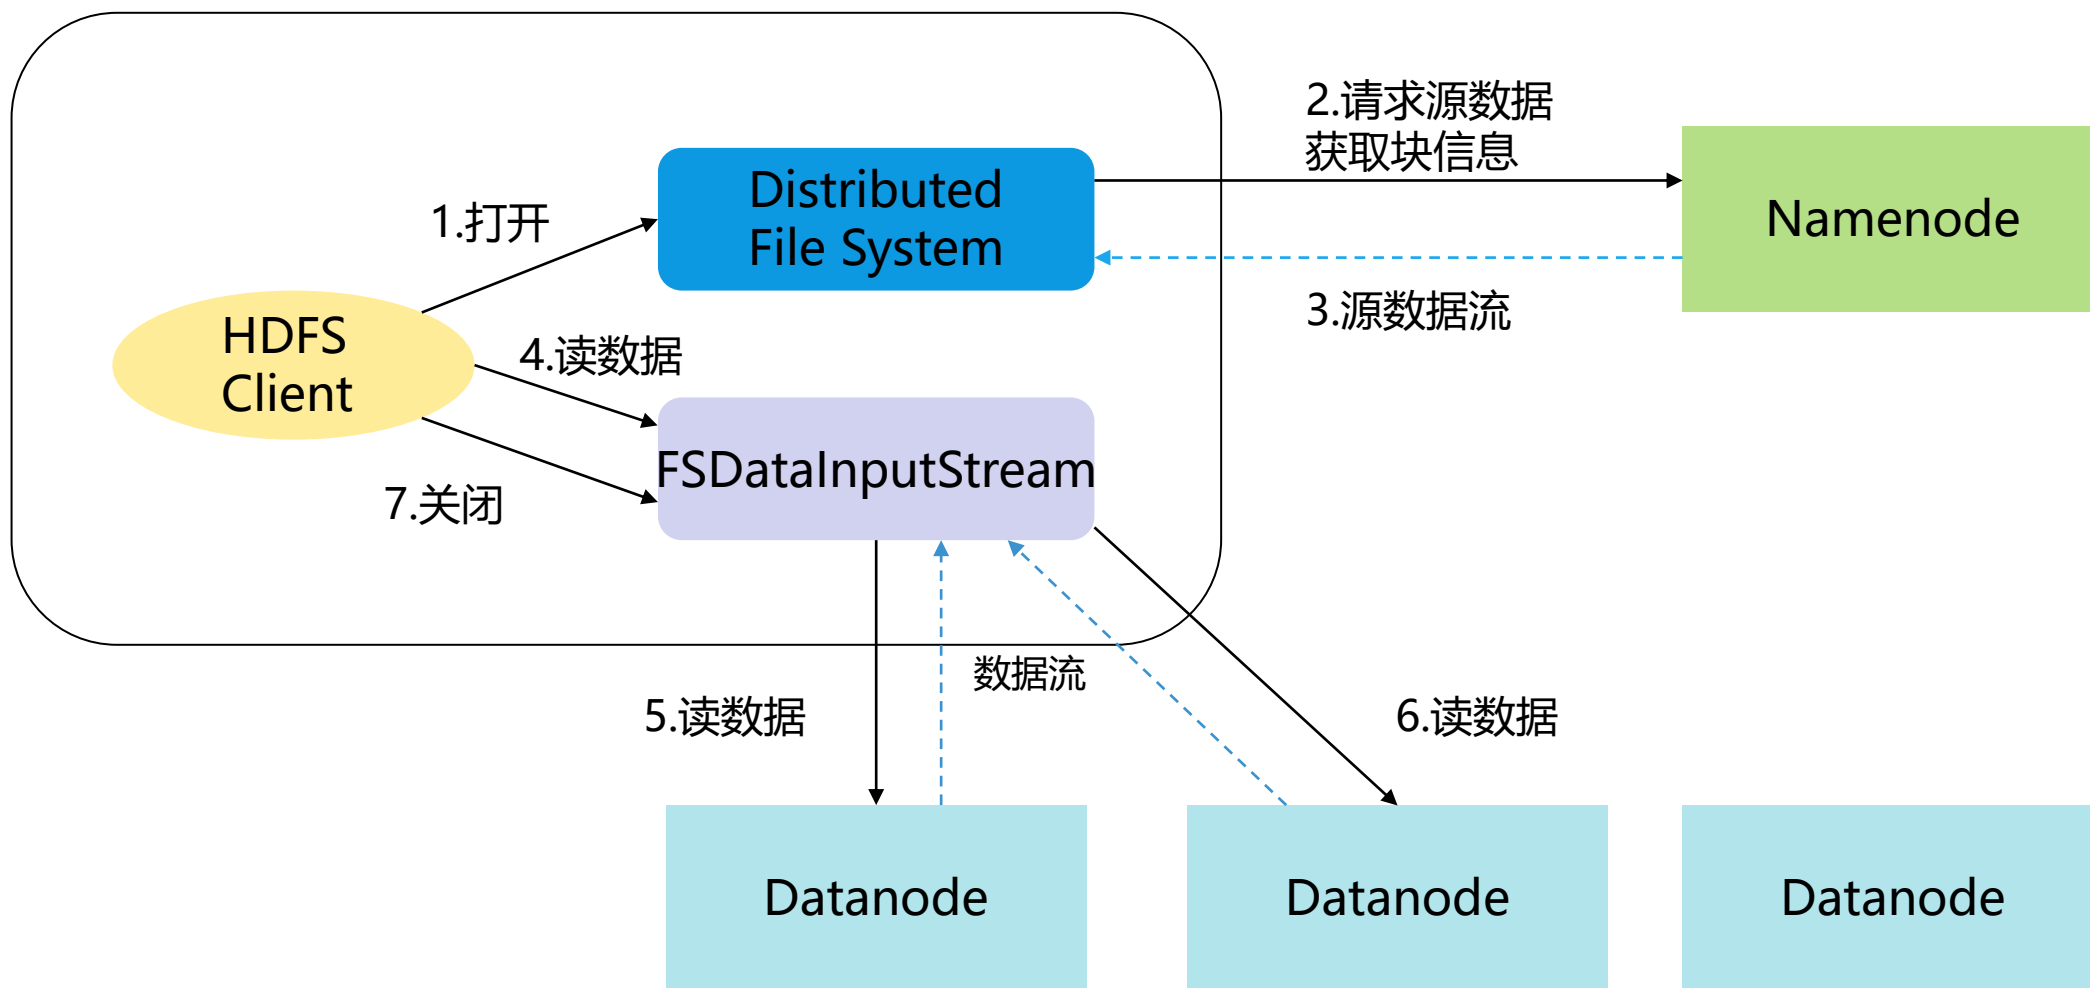 2.请求源数据
获取块信息
Distributed
File System
1.打开
Namenode
3.源数据流
HDFS
Client
4.读数据
FSDataInputStream
7.关闭
数据流
5.读数据
6.读数据
Datanode
Datanode
Datanode